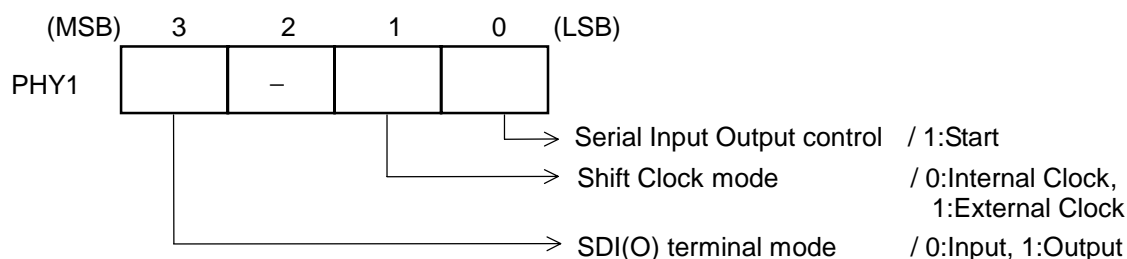 (MSB) 3 2 1 0 (LSB)
PHY1 –
Serial Input Output control / 1:Start
Shift Clock mode / 0:Internal Clock,
1:External Clock
SDI(O) terminal mode / 0:Input, 1:Output